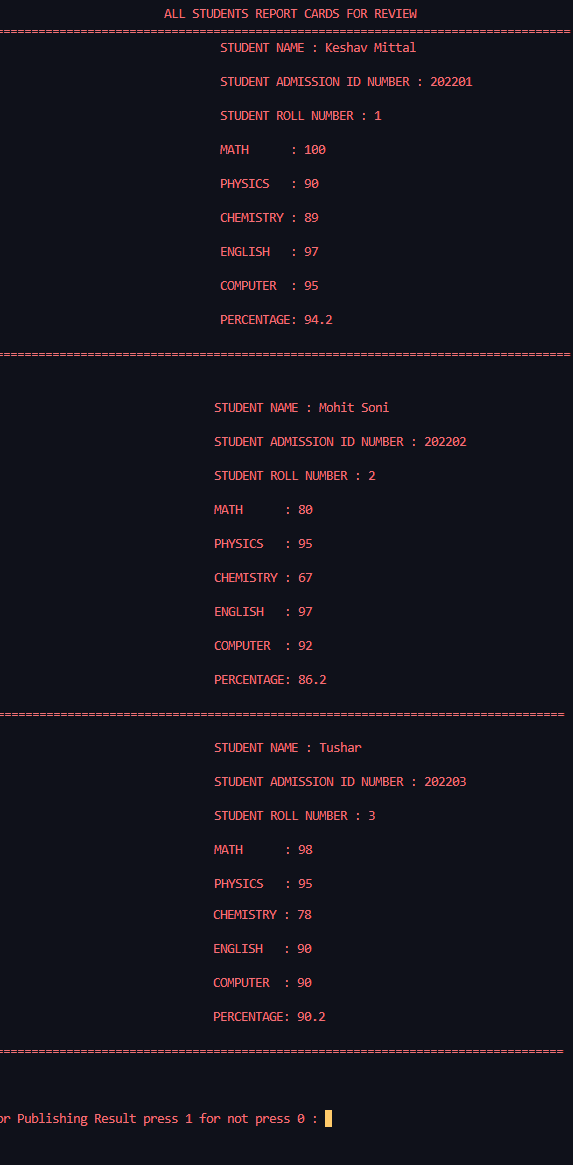 ALL STUDENTS REPORT CARDS FOR REVIEW
=================================================================================
STUDENT NAME : Keshav Mittal
STUDENT ADMISSION ID NUMBER : 202201
STUDENT ROLL NUMBER : 1
MATH      : 100
PHYSICS   : 90
CHEMISTRY : 89
ENGLISH   : 97
COMPUTER  : 95
PERCENTAGE: 94.2
=================================================================================
STUDENT NAME : Mohit Soni
STUDENT ADMISSION ID NUMBER : 202202
STUDENT ROLL NUMBER : 2
MATH      : 80
PHYSICS   : 95
CHEMISTRY : 67
ENGLISH   : 97
COMPUTER  : 92
PERCENTAGE: 86.2
=================================================================================
STUDENT NAME : Tushar
STUDENT ADMISSION ID NUMBER : 202203
STUDENT ROLL NUMBER : 3
MATH      : 98
PHYSICS   : 95
CHEMISTRY : 78
ENGLISH   : 90
COMPUTER  : 90
PERCENTAGE: 90.2
=================================================================================
or Publishing Result press 1 for not press 0 :